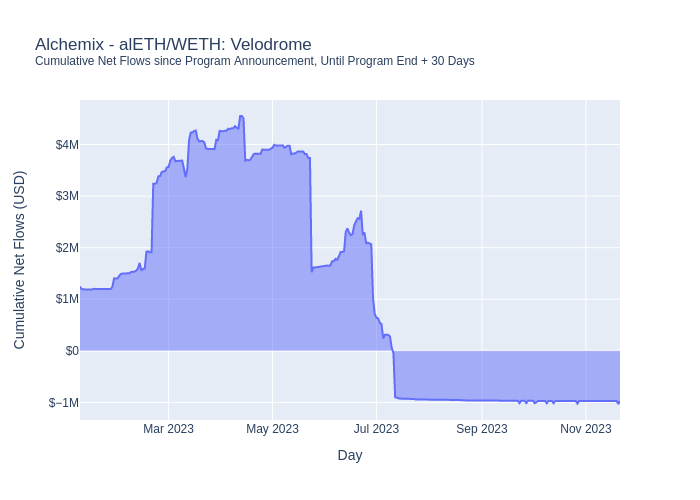 Alchemix - alETH/WETH: Velodrome
Cumulative Net Flows since Program Announcement, Until Program End + 30 Days
Cumulative Net Flows (USD)
$4M
$3M
$2M
$1M
$0
$−1M
Mar 2023
May 2023
Jul 2023
Sep 2023
Nov 2023
Day